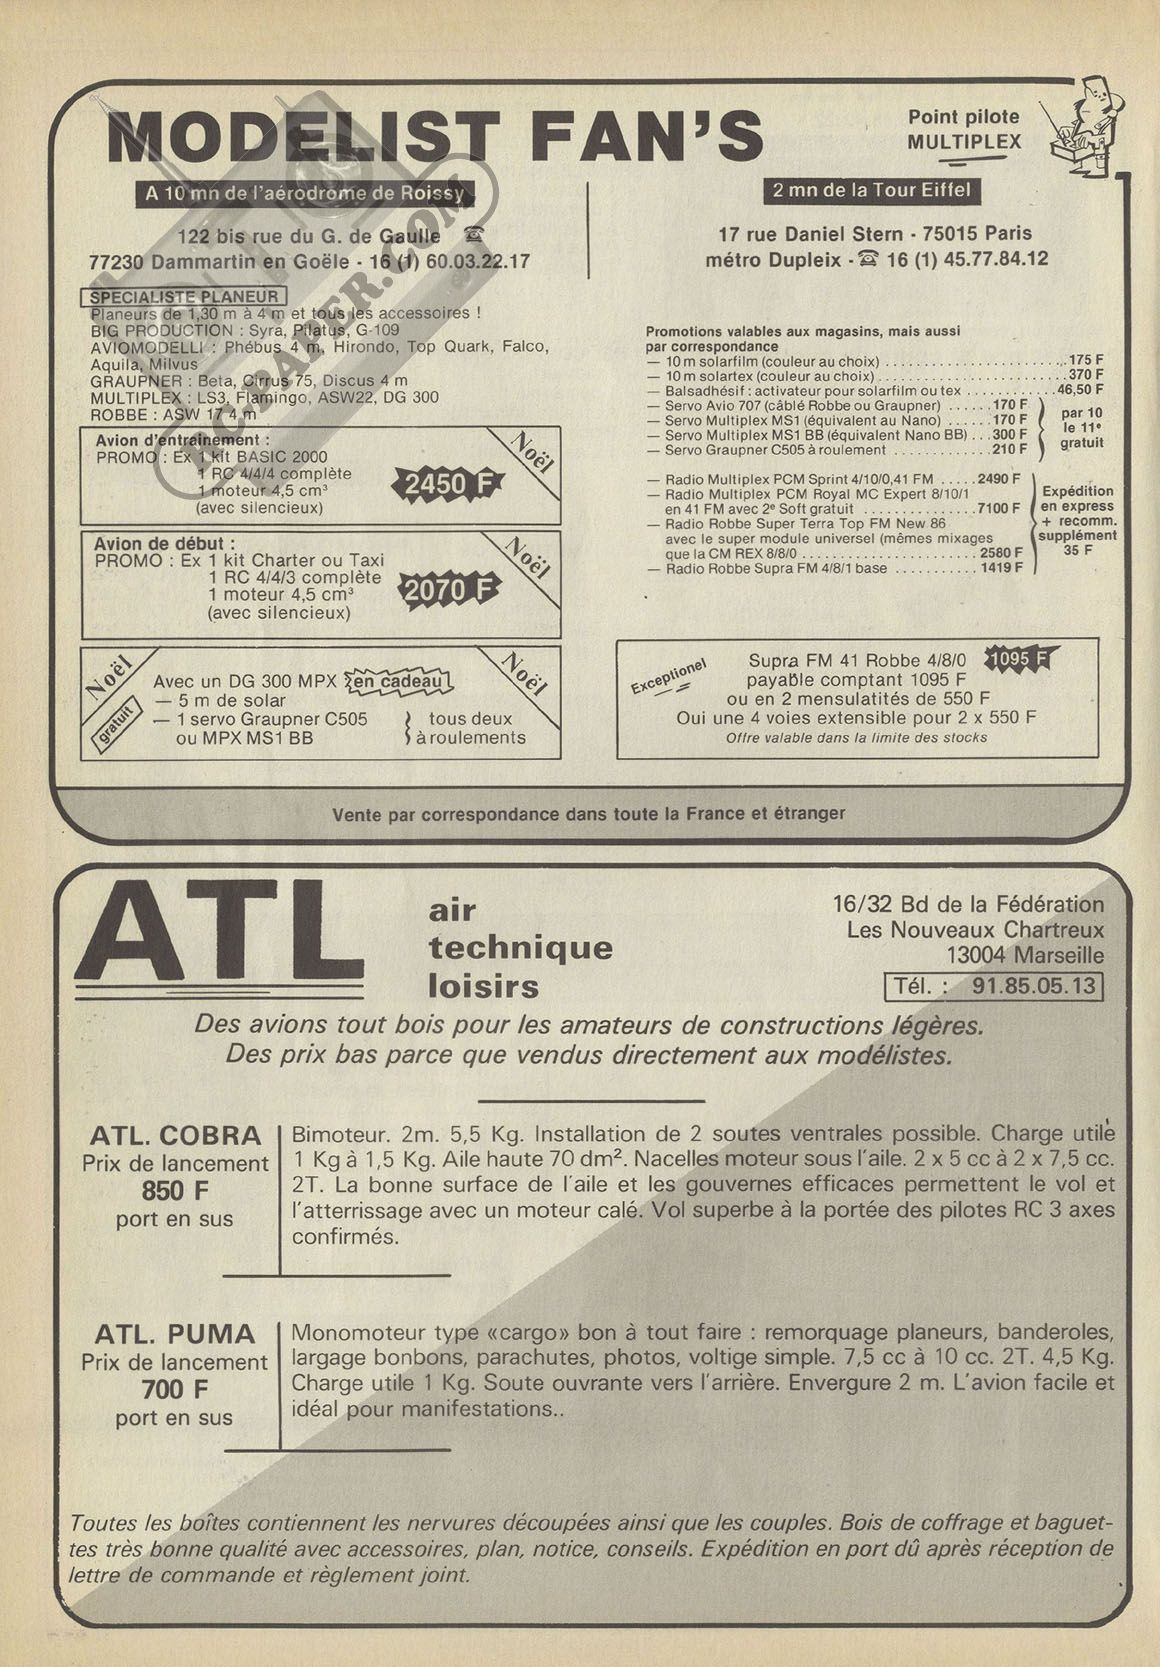 MODELIST FAN'S
Point pilote
MULTIPLEX
A 10 mn de l'aérodrome de Roissy
122 bis rue du G. de Gaulle ☎
77230 Dammartin en Goële - 16 (1) 60.03.22.17
2 mn de la Tour Eiffel
17 rue Daniel Stern - 75015 Paris
métro Dupleix - ☎ 16 (1) 45.77.84.12
RC-PAPER.COM
SPECIALISTE PLANEUR
Planeurs de 1,30 m à 4 m et tous les accessoires !
BIG PRODUCTION : Syra, Pilatus, G-109
AVIOMODELLI : Phébus 4 m, Hirondo, Top Quark, Falco,
Aquila, Milvus
GRAUPNER : Beta, Cirrus 75, Discus 4 m
MULTIPLEX : LS3, Flamingo, ASW22, DG 300
ROBBE : ASW 17 4 m
Avion d'entrainement :
PROMO : Ex 1 kit BASIC 2000
1 RC 4/4/4 complète
1 moteur 4,5 cm³
(avec silencieux)
2450 F
Noël
Avion de début :
PROMO : Ex 1 kit Charter ou Taxi
1 RC 4/4/3 complète
1 moteur 4,5 cm³
(avec silencieux)
2070 F
Noël
Noël
gratuit
Avec un DG 300 MPX en cadeau
— 5 m de solar
— 1 servo Graupner C505
ou MPX MS1 BB
tous deux
à roulements
Noël
Promotions valables aux magasins, mais aussi
par correspondance
— 10 m solarfilm (couleur au choix) ..................... 175 F
— 10 m solartex (couleur au choix) ..................... 370 F
— Balsadhésif : activateur pour solarfilm ou tex ............ 46,50 F
— Servo Avio 707 (câblé Robbe ou Graupner) ...... 170 F
— Servo Multiplex MS1 (équivalent au Nano) ...... 170 F
— Servo Multiplex MS1 BB (équivalent Nano BB) ... 300 F
— Servo Graupner C505 à roulement ............. 210 F
par 10
le 11e
gratuit
— Radio Multiplex PCM Sprint 4/10/0,41 FM ..... 2490 F
— Radio Multiplex PCM Royal MC Expert 8/10/1
en 41 FM avec 2e Soft gratuit ............... 7100 F
— Radio Robbe Super Terra Top FM New 86
avec le super module universel (mêmes mixages
que la CM REX 8/8/0 ....................... 2580 F
— Radio Robbe Supra FM 4/8/1 base ........... 1419 F
Expédition
en express
+ recomm.
supplément
35 F
Exceptionel
Supra FM 41 Robbe 4/8/0 1095 F
payable comptant 1095 F
ou en 2 mensulatités de 550 F
Oui une 4 voies extensible pour 2 x 550 F
Offre valable dans la limite des stocks
Vente par correspondance dans toute la France et étranger
ATL
air
technique
loisirs
16/32 Bd de la Fédération
Les Nouveaux Chartreux
13004 Marseille
Tél. : 91.85.05.13
Des avions tout bois pour les amateurs de constructions légères.
Des prix bas parce que vendus directement aux modélistes.
ATL. COBRA
Prix de lancement
850 F
port en sus
Bimoteur. 2m. 5,5 Kg. Installation de 2 soutes ventrales possible. Charge utile
1 Kg à 1,5 Kg. Aile haute 70 dm². Nacelles moteur sous l'aile. 2 x 5 cc à 2 x 7,5 cc.
2T. La bonne surface de l'aile et les gouvernes efficaces permettent le vol et
l'atterrissage avec un moteur calé. Vol superbe à la portée des pilotes RC 3 axes
confirmés.
ATL. PUMA
Prix de lancement
700 F
port en sus
Monomoteur type «cargo» bon à tout faire : remorquage planeurs, banderoles,
largage bonbons, parachutes, photos, voltige simple. 7,5 cc à 10 cc. 2T. 4,5 Kg.
Charge utile 1 Kg. Soute ouvrante vers l'arrière. Envergure 2 m. L'avion facile et
idéal pour manifestations..
Toutes les boîtes contiennent les nervures découpées ainsi que les couples. Bois de coffrage et baguet-
tes très bonne qualité avec accessoires, plan, notice, conseils. Expédition en port dû après réception de
lettre de commande et règlement joint.